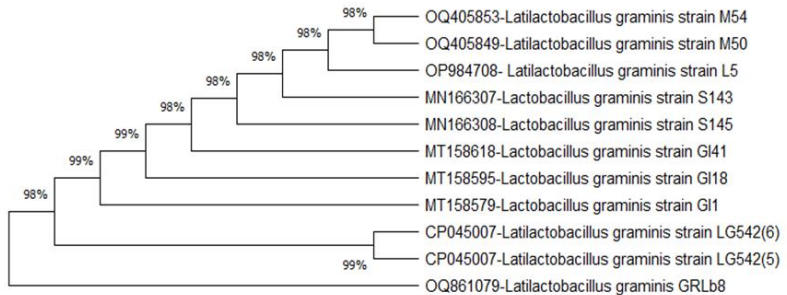 98%
OQ405853-Latilactobacillus graminis strain M54
98%
OQ405849-Latilactobacillus graminis strain M50
98%
OP984708- Latilactobacillus graminis strain L5
98%
MN166307-Lactobacillus graminis strain S143
98%
MN166308-Lactobacillus graminis strain S145
99%
MT158618-Lactobacillus graminis strain Gl41
99%
MT158595-Lactobacillus graminis strain Gl18
98%
MT158579-Lactobacillus graminis strain Gl1
CP045007-Latilactobacillus graminis strain LG542(6)
99%
CP045007-Latilactobacillus graminis strain LG542(5)
OQ861079-Latilactobacillus graminis GRLb8